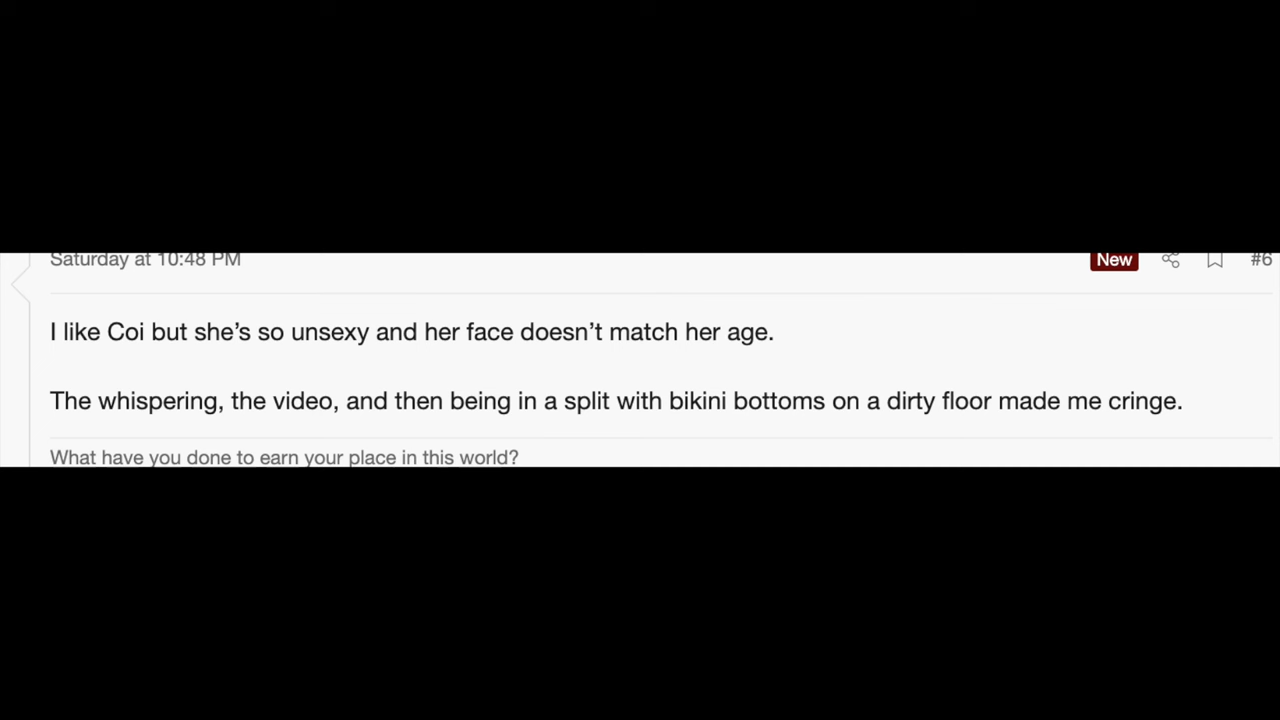 Saturday at 10:48 PM
New
#6
I like Coi but she’s so unsexy and her face doesn’t match her age.
The whispering, the video, and then being in a split with bikini bottoms on a dirty floor made me cringe.
What have you done to earn your place in this world?